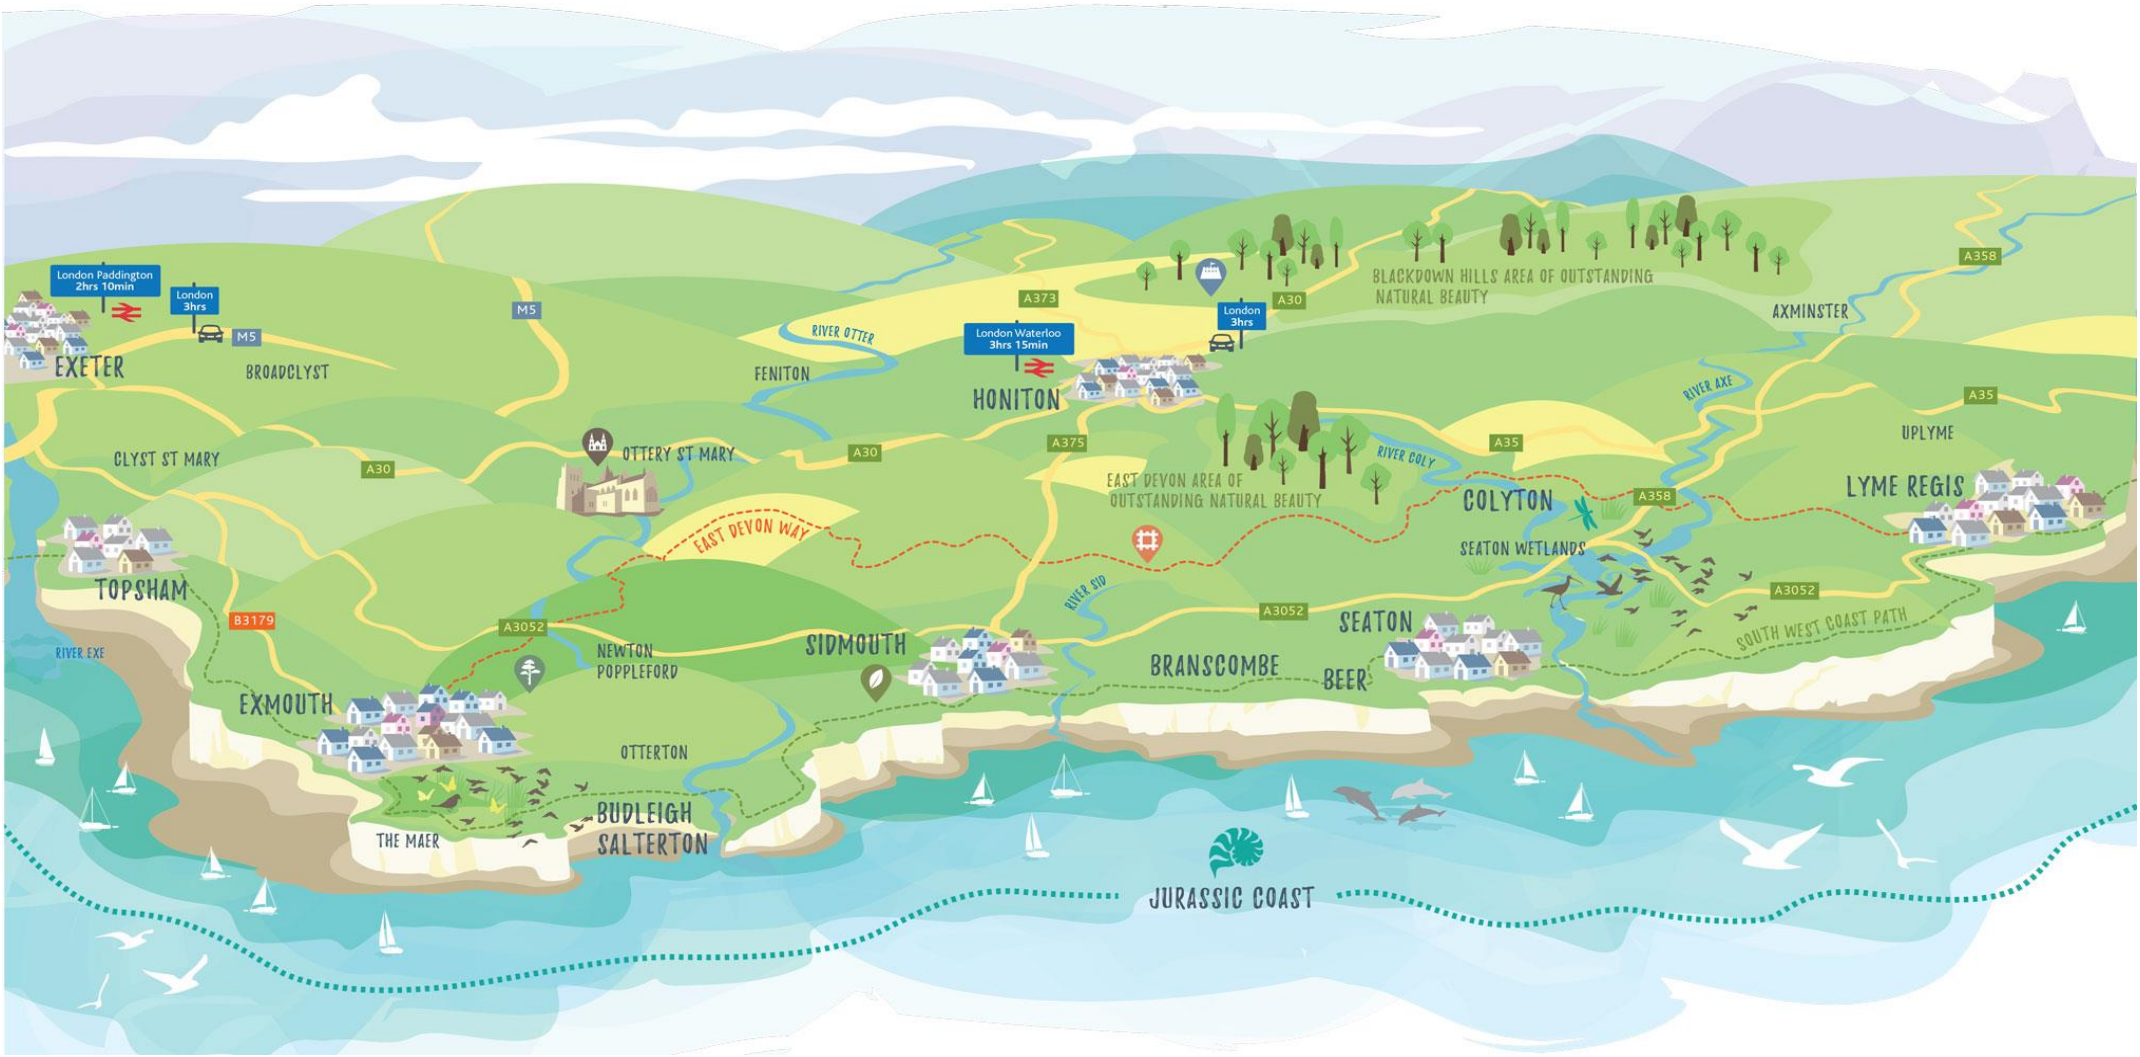 London Paddington
2hrs 10min
London
3hrs
M5
M5
EXETER
BROADCLYST
RIVER OTTER
FENITON
A373
London Waterloo
3hrs 15min
London
3hrs
A30
HONITON
BLACKDOWN HILLS AREA OF OUTSTANDING
NATURAL BEAUTY
A358
AXMINSTER
RIVER AXE
A35
UPLYME
CLYST ST MARY
A30
OTTERY ST MARY
A30
A375
RIVER COLY
A35
EAST DEVON AREA OF
OUTSTANDING NATURAL BEAUTY
COLYTON
A358
LYME REGIS
EAST DEVON WAY
SEATON WETLANDS
TOPSHAM
B3179
RIVER EXE
A3052
NEWTON
POPPLEFORD
SIDMOUTH
RIVER SID
A3052
SEATON
A3052
SOUTH WEST COAST PATH
BRANSCOMBE
BEER
EXMOUTH
OTTERTON
THE MAER
BUDLEIGH
SALTERTON
JURASSIC COAST